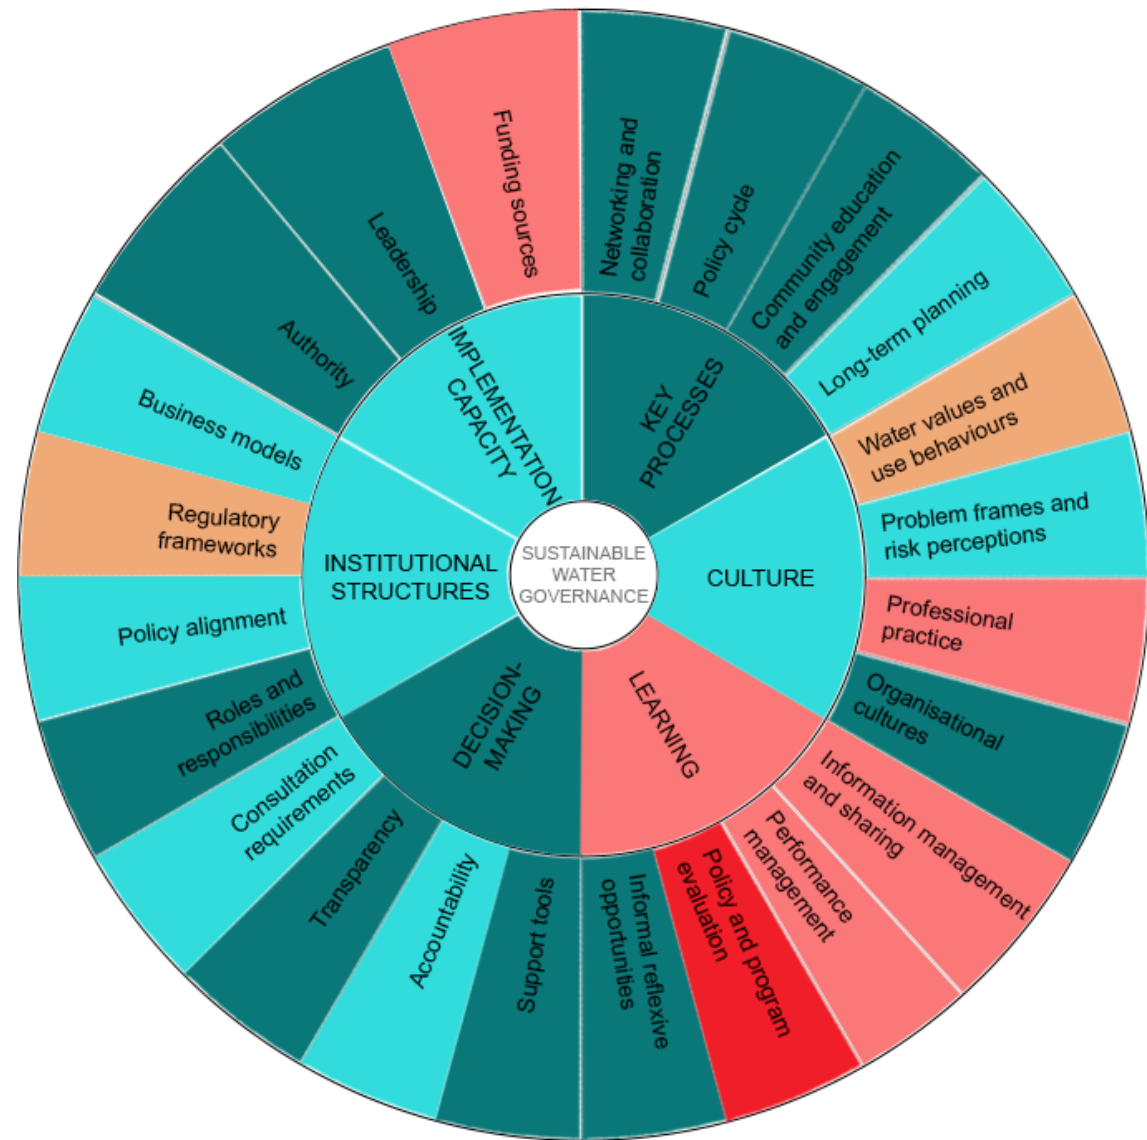 SUSTAINABLE
WATER
GOVERNANCE
KEY
PROCESSES
CULTURE
LEARNING
DECISION-
MAKING
INSTITUTIONAL
STRUCTURES
IMPLEMENTATION
CAPACITY
Networking and
collaboration
Policy cycle
Community education
and engagement
Long-term planning
Water values and
use behaviours
Problem frames and
risk perceptions
Professional
practice
Organisational
cultures
Information management
and sharing
Performance
management
Policy and program
evaluation
Informal reflexive
opportunities
Support tools
Accountability
Transparency
Consultation
requirements
Roles and
responsibilities
Policy alignment
Regulatory
frameworks
Business models
Authority
Leadership
Funding sources